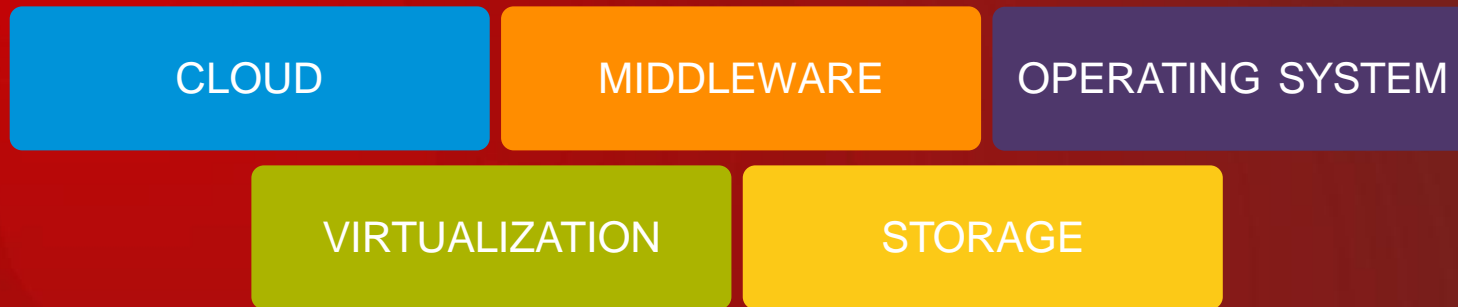 CLOUD
MIDDLEWARE
OPERATING SYSTEM
VIRTUALIZATION
STORAGE